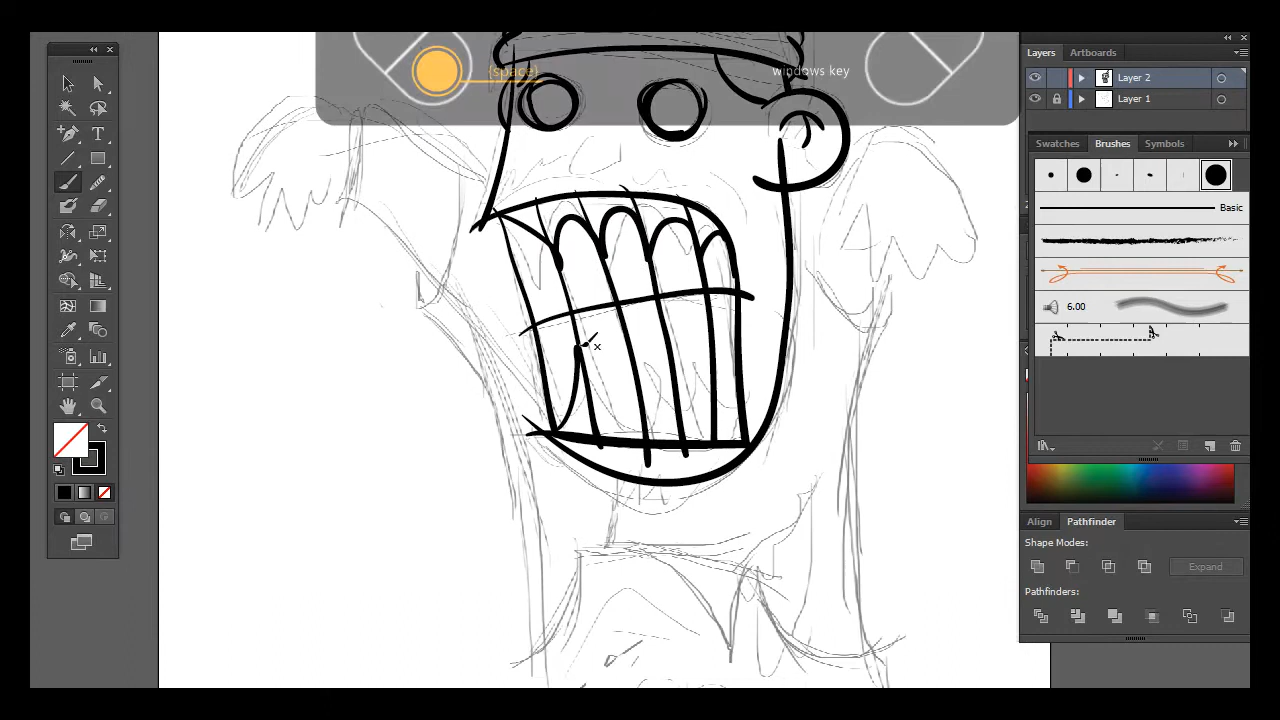 {space}
windows key
Layers Artboards
Layer 2
Layer 1
Swatches Brushes Symbols
Basic
6.00
Align Pathfinder
Shape Modes:
Expand
Pathfinders: